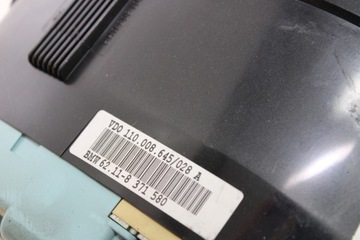 VDO 110.008.645/028 A
BMW 62.11-8 371 580